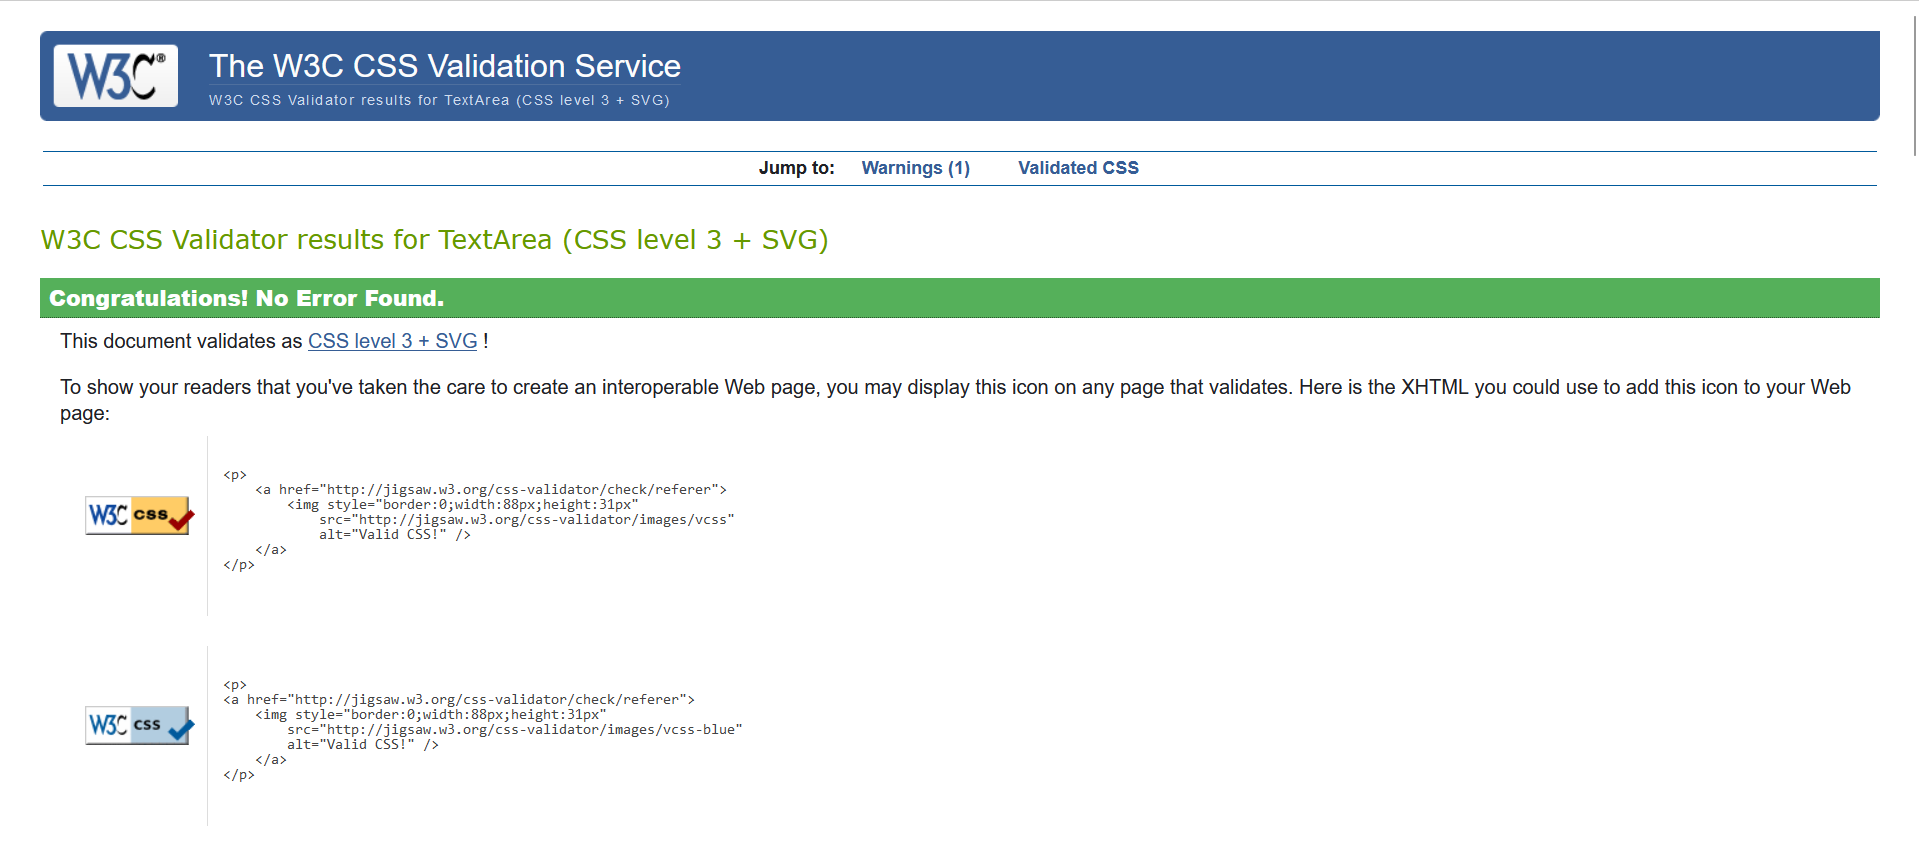 W3C®
The W3C CSS Validation Service
W3C CSS Validator results for TextArea (CSS level 3 + SVG)
Jump to: Warnings (1) Validated CSS
W3C CSS Validator results for TextArea (CSS level 3 + SVG)
Congratulations! No Error Found.
This document validates as CSS level 3 + SVG !
To show your readers that you've taken the care to create an interoperable Web page, you may display this icon on any page that validates. Here is the XHTML you could use to add this icon to your Web
page:
W3C css
<p>
    <a href="http://jigsaw.w3.org/css-validator/check/referer">
        <img style="border:0;width:88px;height:31px"
            src="http://jigsaw.w3.org/css-validator/images/vcss"
            alt="Valid CSS!" />
    </a>
</p>
W3C css
<p>
<a href="http://jigsaw.w3.org/css-validator/check/referer">
    <img style="border:0;width:88px;height:31px"
        src="http://jigsaw.w3.org/css-validator/images/vcss-blue"
        alt="Valid CSS!" />
    </a>
</p>